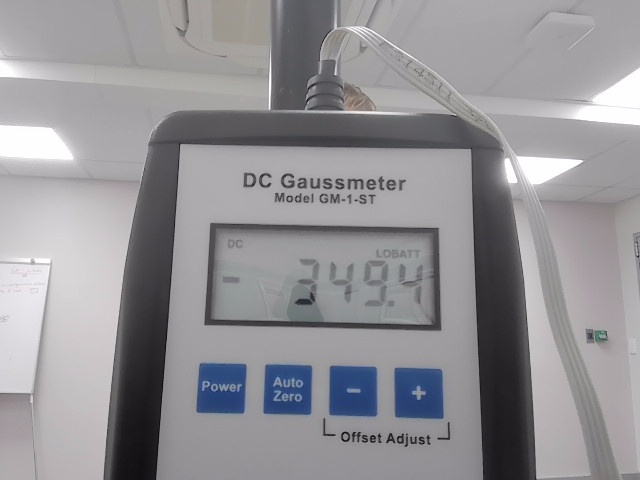 DC Gaussmeter
Model GM-1-ST
DC
LOBATT
- 349.4
Power
Auto Zero
-
+
Offset Adjust